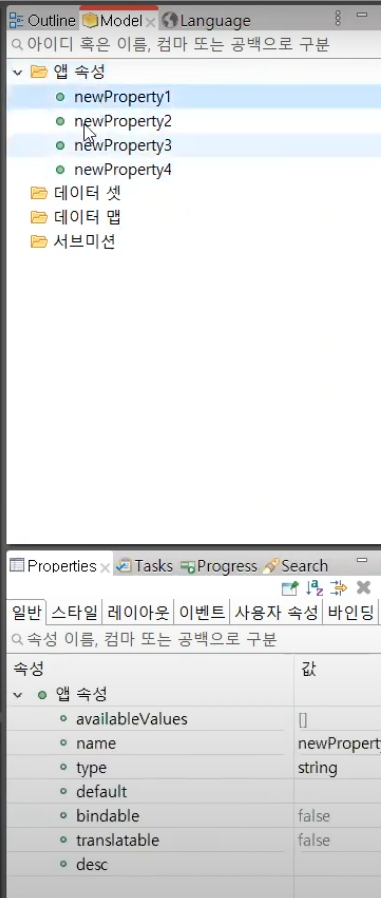 Outline Model Language
아이디 혹은 이름, 컴마 또는 공백으로 구분
앱 속성
newProperty1
newProperty2
newProperty3
newProperty4
데이터 셋
데이터 맵
서브미션
Properties Tasks Progress Search
일반 스타일 레이아웃 이벤트 사용자 속성 바인딩
속성 이름, 컴마 또는 공백으로 구분
속성 값
앱 속성
availableValues []
name newProperty
type string
default
bindable false
translatable false
desc